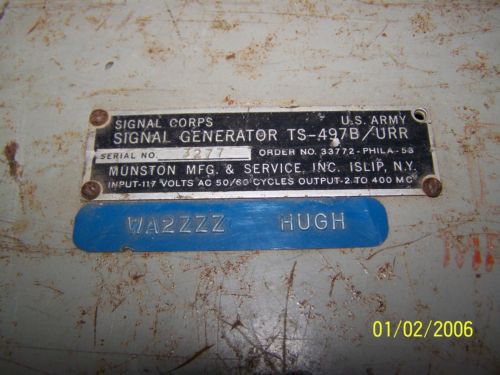 SIGNAL CORPS U.S. ARMY
SIGNAL GENERATOR TS-497B/URR
SERIAL NO. 3277 ORDER NO. 33772-PHILA-53
MUNSTON MFG. & SERVICE, INC. ISLIP, N.Y.
INPUT-117 VOLTS AC 50/60 CYCLES OUTPUT-2 TO 400 MC
WA2ZZZ HUGH
01/02/2006